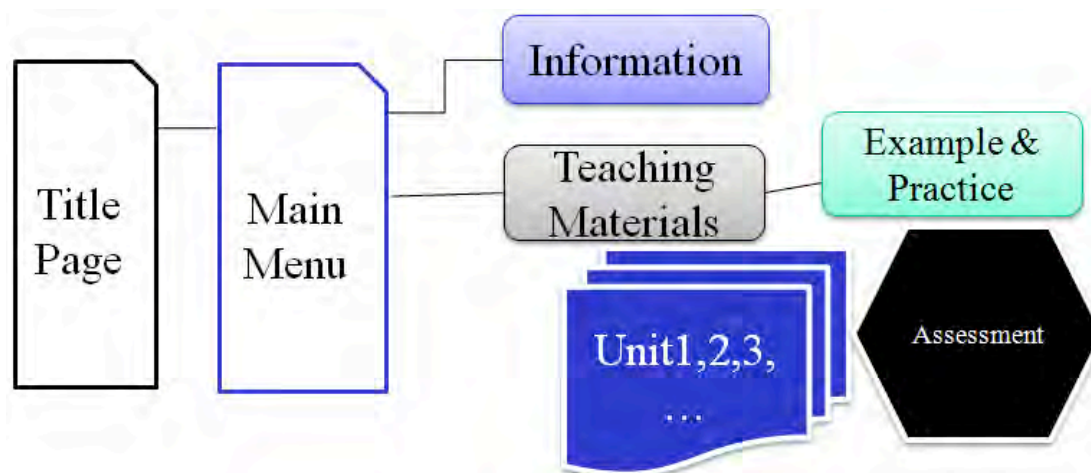 Title
Page
Main
Menu
Information
Teaching
Materials
Example &
Practice
Unit1,2,3,
...
Assessment